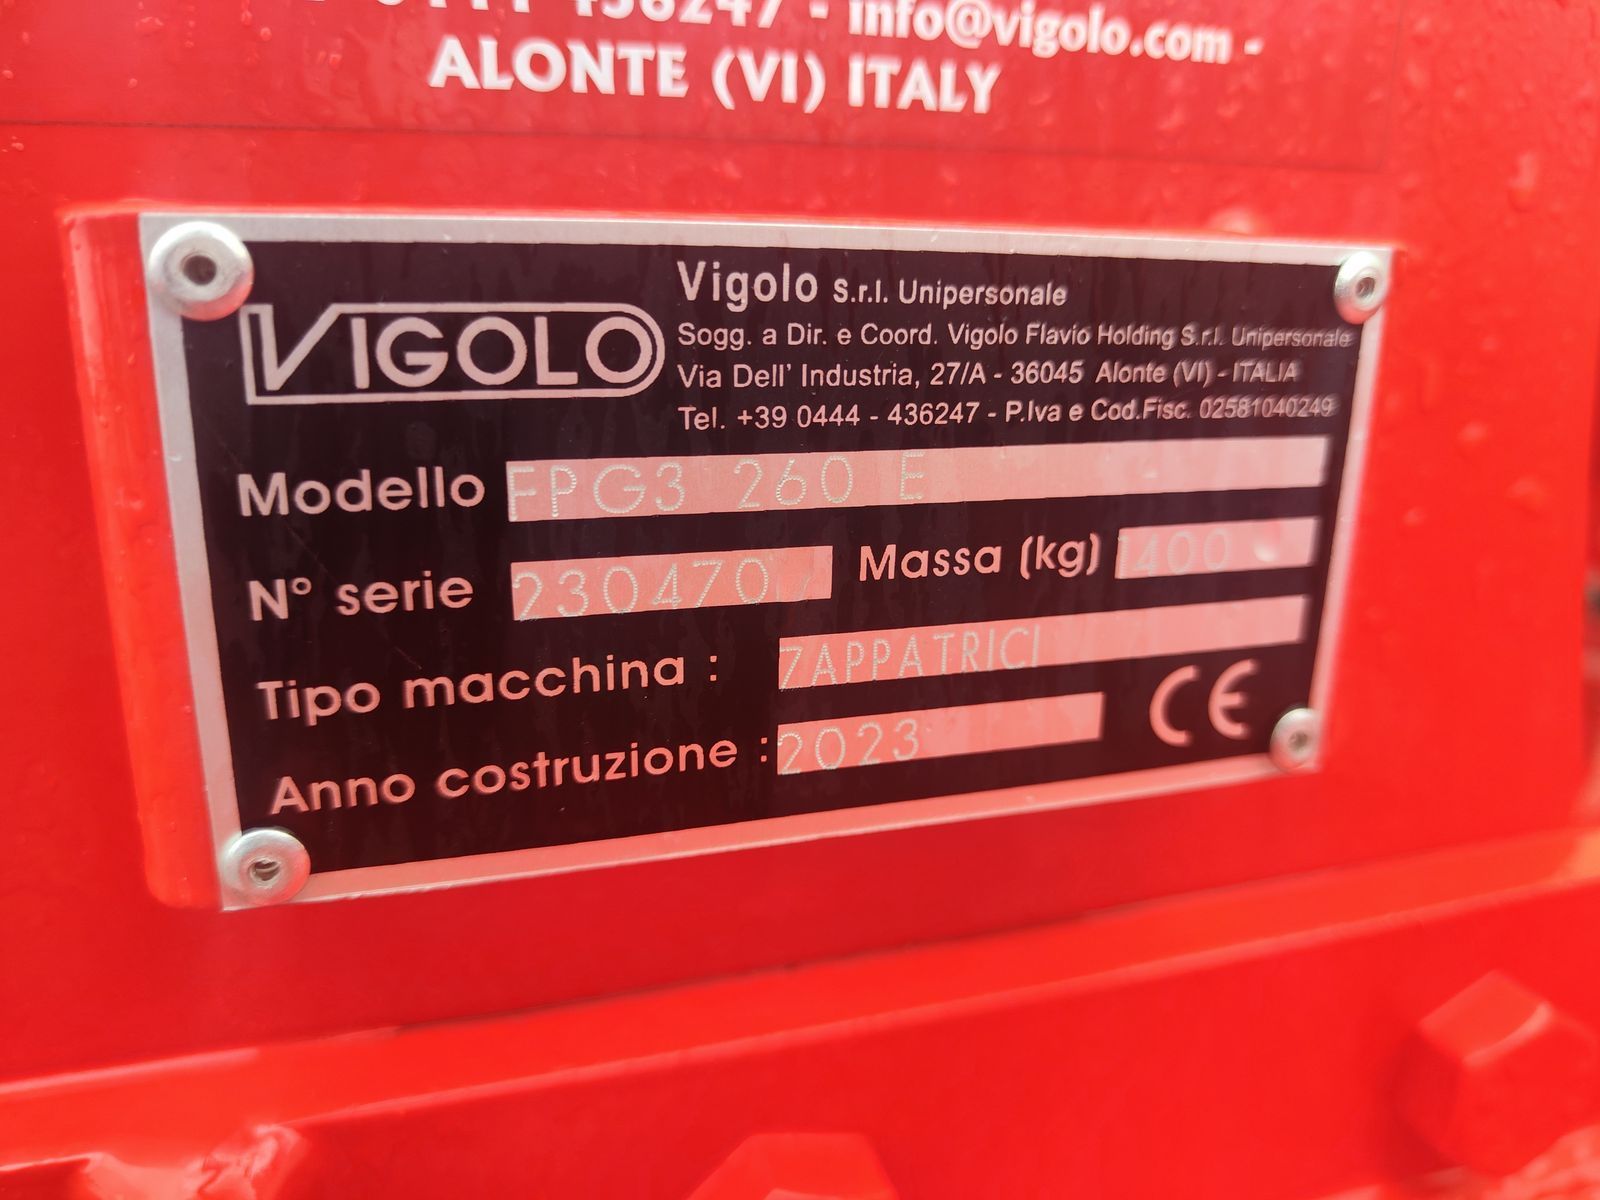 436247 - info@vigolo.com -
ALONTE (VI) ITALY
VIGOLO
Vigolo s.r.l. Unipersonale
Sogg. a Dir. e Coord. Vigolo Flavio Holding S.r.l. Unipersonale
Via Dell' Industria, 27/A - 36045 Alonte (VI) - ITALIA
Tel. +39 0444 - 436247 - P.Iva e Cod.Fisc. 02581040249
Modello FPG3 260 E
N° serie Massa (kg) 1400
Tipo macchina : ZAPPATRICI
Anno costruzione : 2023
CE